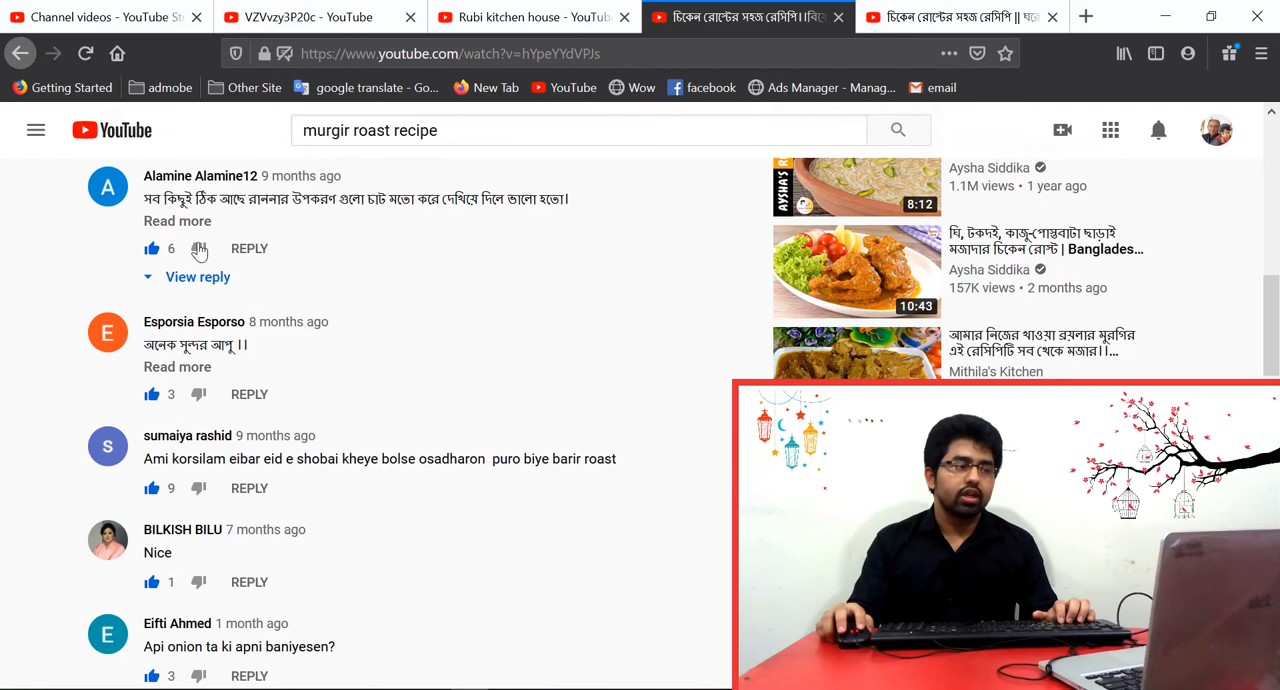 Channel videos - YouTube St
VZVvzy3P20c - YouTube
Rubi kitchen house - YouTub
চিকেন রোস্টের সহজ রেসিপি।।বিয়ে
চিকেন রোস্টের সহজ রেসিপি || ঘরে
https://www.youtube.com/watch?v=hYpeYYdVPJs
Getting Started
admobe
Other Site
google translate - Go...
New Tab
YouTube
Wow
facebook
Ads Manager - Manag...
email
YouTube
murgir roast recipe
Alamine Alamine12 9 months ago
সব কিছুই ঠিক আছে রাননার উপকরণ গুলো চাট মতো করে দেখিয়ে দিলে ভালো হতো।
Read more
6 REPLY
View reply
Esporsia Esporso 8 months ago
অনেক সুন্দর আপু ।।
Read more
3 REPLY
sumaiya rashid 9 months ago
Ami korsilam eibar eid e shobai kheye bolse osadharon puro biye barir roast
9 REPLY
BILKISH BILU 7 months ago
Nice
1 REPLY
Eifti Ahmed 1 month ago
Api onion ta ki apni baniyesen?
3 REPLY
AYSHA'S R
8:12
Aysha Siddika
1.1M views • 1 year ago
ঘি, টকদই, কাজু-পোস্তবাটা ছাড়াই
মজাদার চিকেন রোস্ট | Banglades...
Aysha Siddika
157K views • 2 months ago
10:43
আমার নিজের খাওয়া ব্রয়লার মুরগির
এই রেসিপিটি সব থেকে মজার।।...
Mithila's Kitchen